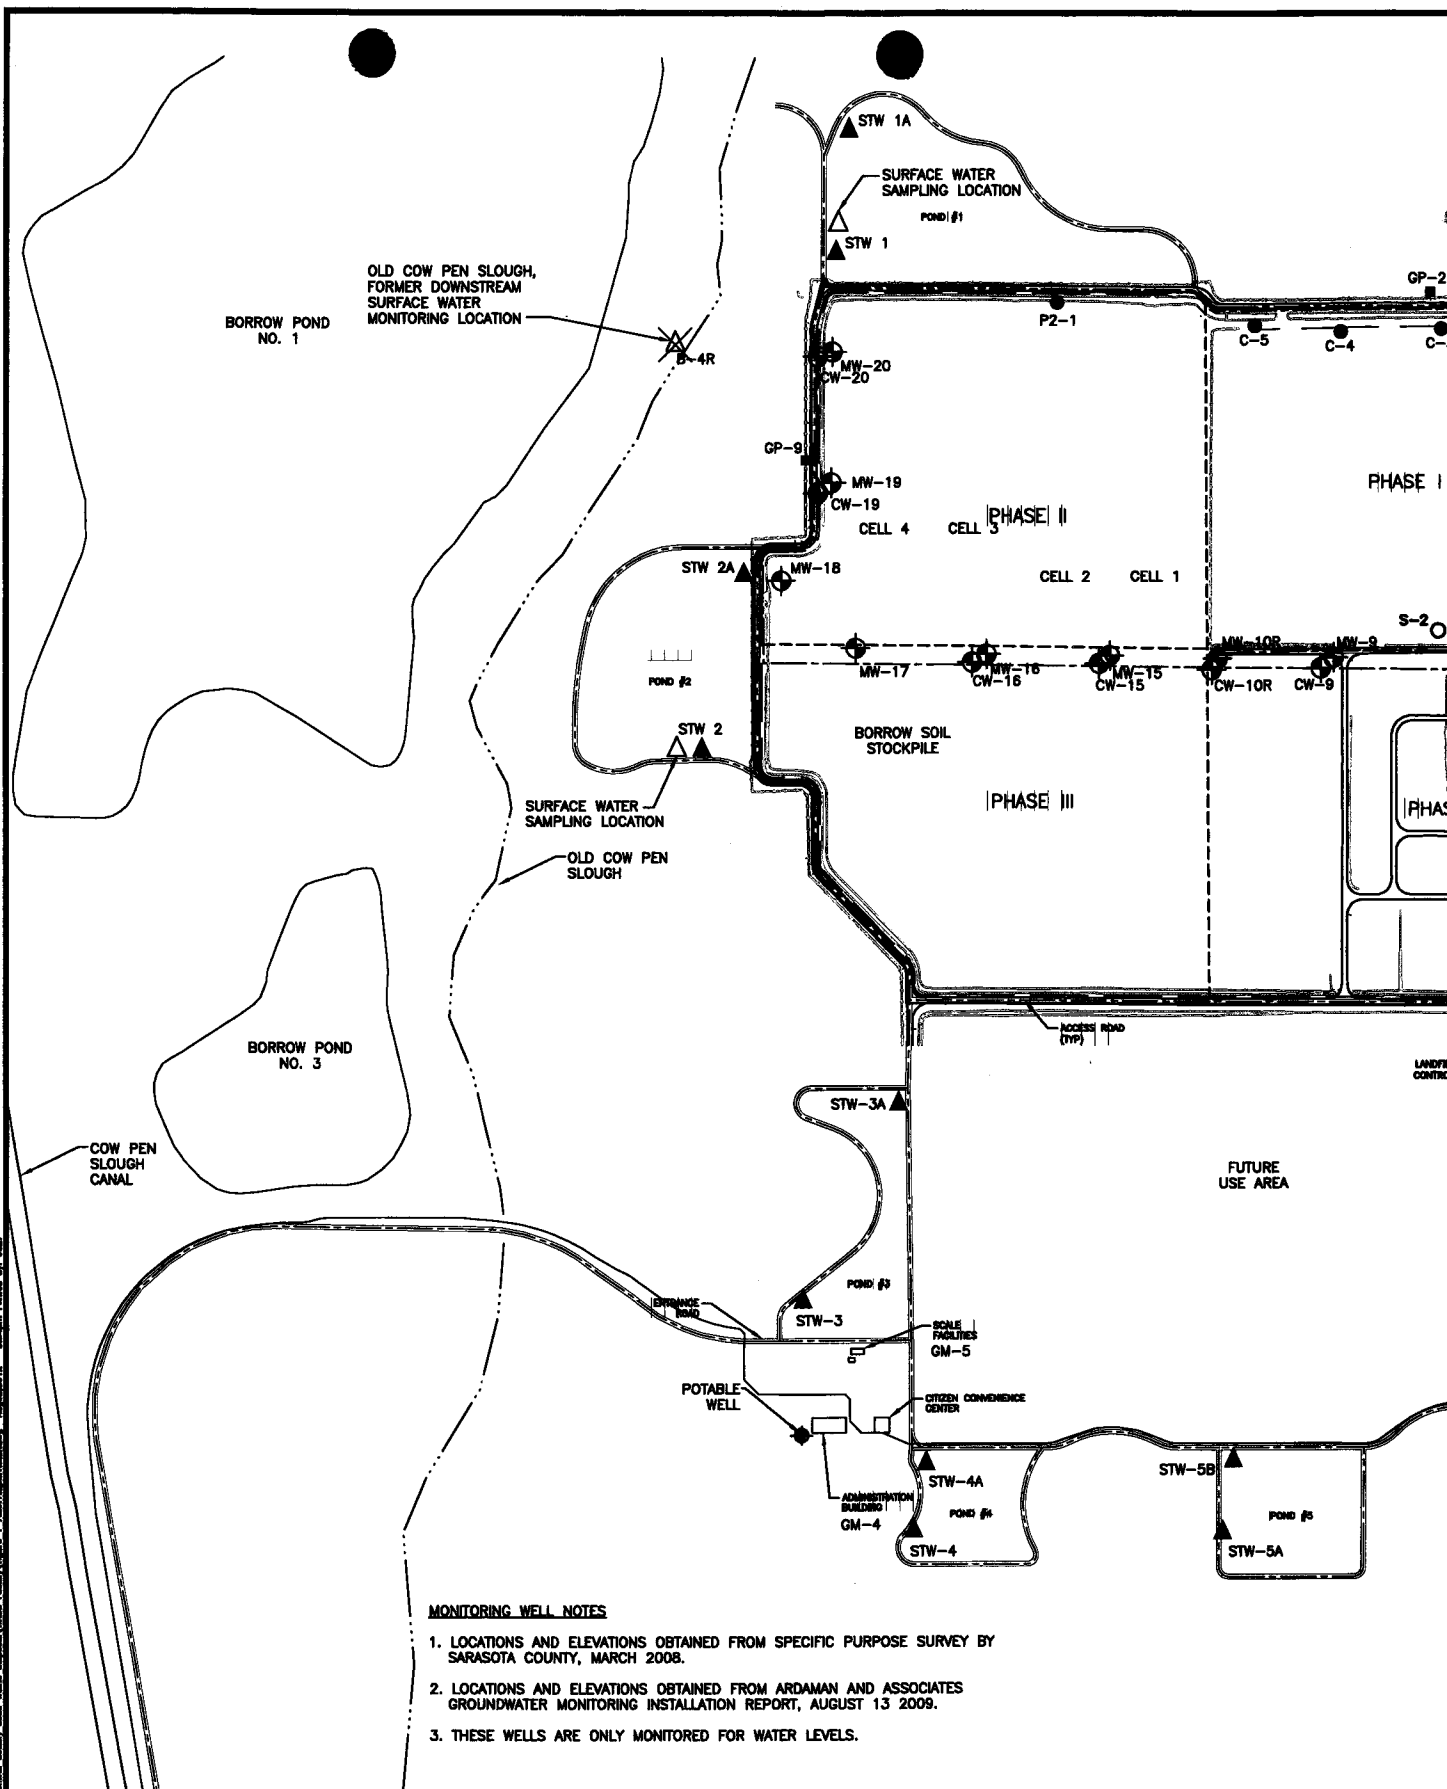 STW 1A
SURFACE WATER
SAMPLING LOCATION
POND #1
STW 1
OLD COW PEN SLOUGH,
FORMER DOWNSTREAM
SURFACE WATER
MONITORING LOCATION
GP-2
BORROW POND
NO. 1
P2-1
C-5
C-4
B-4R
MW-20
CW-20
GP-9
MW-19
CW-19
PHASE I
PHASE II
CELL 4
CELL 3
STW 2A
MW-18
CELL 2
CELL 1
S-2
MW-10R
MW-9
MW-17
MW-16
CW-16
MW-15
CW-15
CW-10R
CW-9
POND #2
STW 2
BORROW SOIL
STOCKPILE
PHASE III
SURFACE WATER
SAMPLING LOCATION
OLD COW PEN
SLOUGH
ACCESS ROAD
(TYP)
BORROW POND
NO. 3
STW-3A
COW PEN
SLOUGH
CANAL
FUTURE
USE AREA
POND #3
ENTRANCE
ROAD
STW-3
SCALE
FACILITIES
GM-5
POTABLE
WELL
CITIZEN CONVENIENCE
CENTER
STW-4A
STW-5B
ADMINISTRATION
BUILDING
GM-4
POND #4
POND #5
STW-4
STW-5A
MONITORING WELL NOTES
1. LOCATIONS AND ELEVATIONS OBTAINED FROM SPECIFIC PURPOSE SURVEY BY
SARASOTA COUNTY, MARCH 2008.
2. LOCATIONS AND ELEVATIONS OBTAINED FROM ARDAMAN AND ASSOCIATES
GROUNDWATER MONITORING INSTALLATION REPORT, AUGUST 13 2009.
3. THESE WELLS ARE ONLY MONITORED FOR WATER LEVELS.